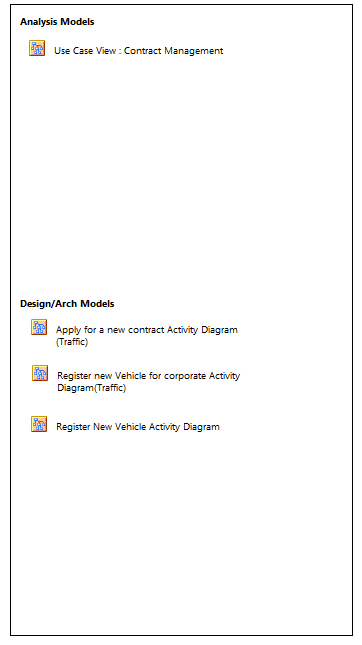 Analysis Models
Use Case View : Contract Management
Design/Arch Models
Apply for a new contract Activity Diagram
(Traffic)
Register new Vehicle for corporate Activity
Diagram(Traffic)
Register New Vehicle Activity Diagram